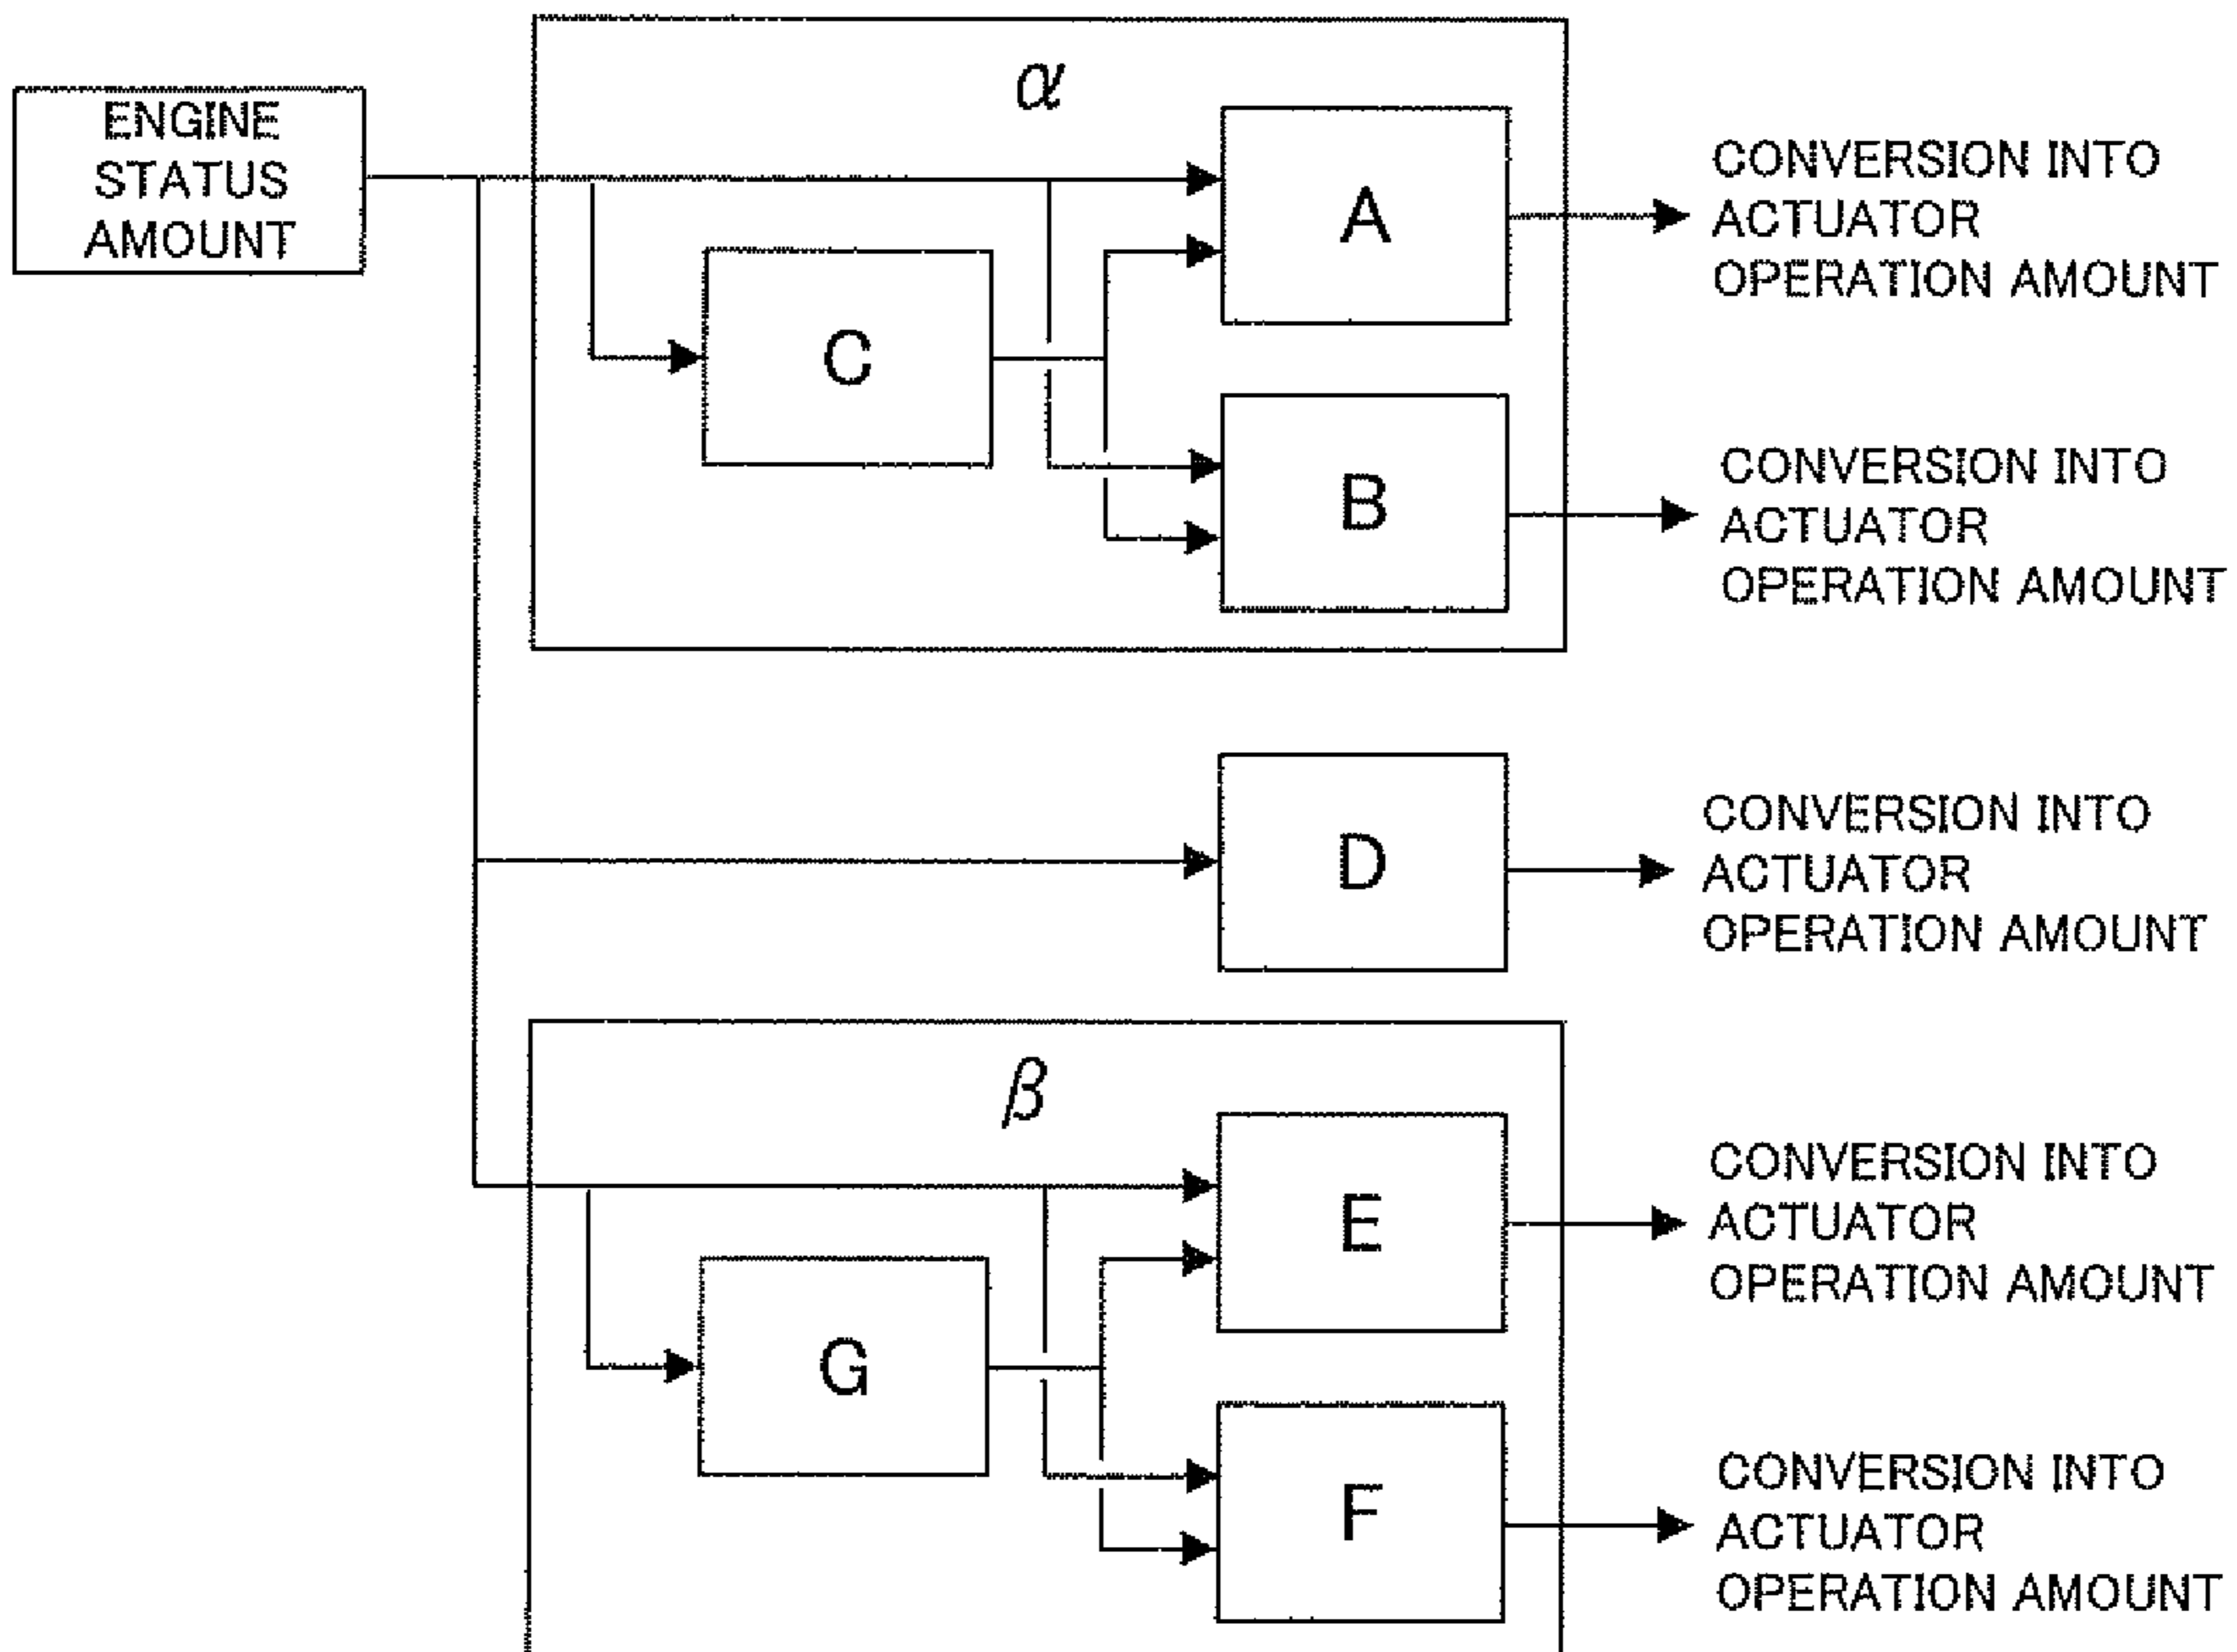 ENGINE
STATUS
AMOUNT
α
A
CONVERSION INTO
ACTUATOR
OPERATION AMOUNT
C
B
CONVERSION INTO
ACTUATOR
OPERATION AMOUNT
D
CONVERSION INTO
ACTUATOR
OPERATION AMOUNT
β
E
CONVERSION INTO
ACTUATOR
OPERATION AMOUNT
G
F
CONVERSION INTO
ACTUATOR
OPERATION AMOUNT